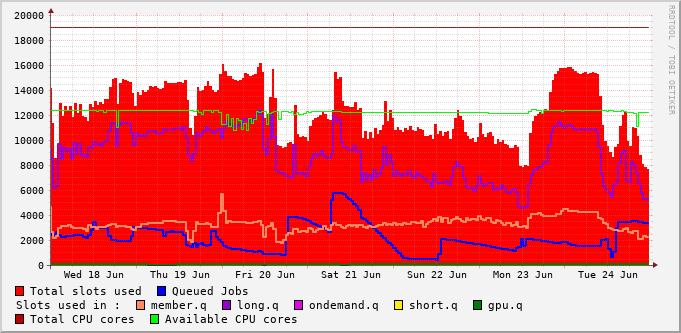 RRDTOOL / TOBI OETIKER
20000
18000
16000
14000
12000
10000
8000
6000
4000
2000
0
Wed 18 Jun Thu 19 Jun Fri 20 Jun Sat 21 Jun Sun 22 Jun Mon 23 Jun Tue 24 Jun
Total slots used Queued Jobs
Slots used in : member.q long.q ondemand.q short.q gpu.q
Total CPU cores Available CPU cores